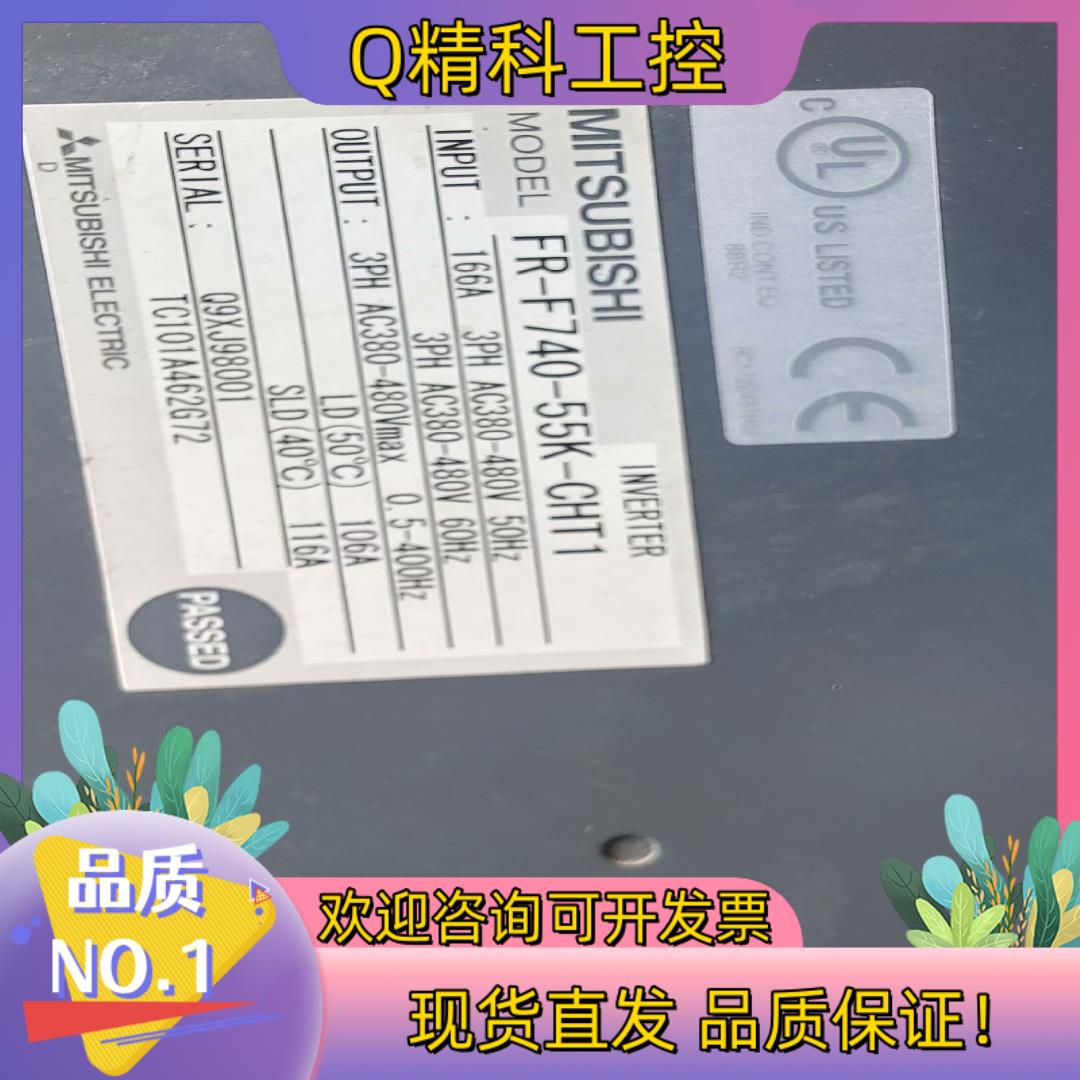 Q精科工控
MITSUBISHI
INVERTER
MODEL FR-F740-55K-CHT1
INPUT : 166A 3PH AC380-480V 50Hz
3PH AC380-480V 60Hz
OUTPUT : 3PH AC380-480Vmax 0.5-400Hz
LD(50℃) 106A
SLD(40℃) 116A
SERIAL : Q9XJ98001
TC101A462G72
PASSED
MITSUBISHI ELECTRIC
D
C UL ® US LISTED
IND CONT EQ
CE
品质
NO.1
欢迎咨询可开发票
现货直发 品质保证!